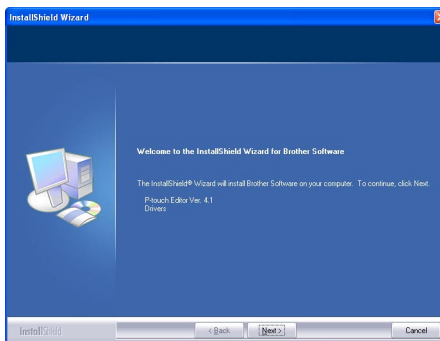 InstallShield Wizard
Welcome to the InstallShield Wizard for Brother Software
The InstallShield® Wizard will install Brother Software on your computer. To continue, click Next.
P-touch Editor Ver. 4.1
Drivers
InstallShield
< Back
Next >
Cancel